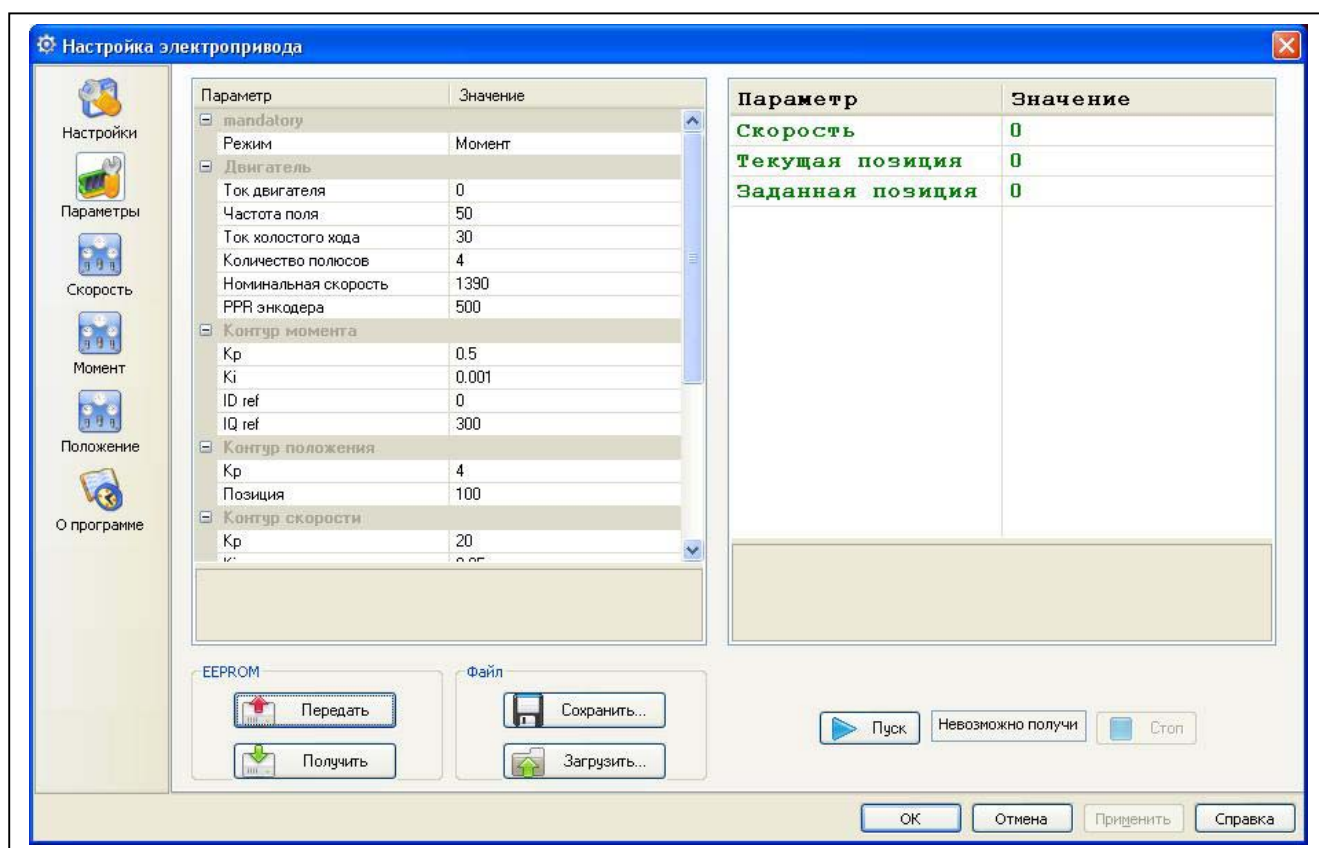 Настройка электропривода
Настройки
Параметры
Скорость
Момент
Положение
О программе
Параметр Значение
mandatory
Режим Момент
Двигатель
Ток двигателя 0
Частота поля 50
Ток холостого хода 30
Количество полюсов 4
Номинальная скорость 1390
PPR энкодера 500
Контур момента
Kp 0.5
Ki 0.001
ID ref 0
IQ ref 300
Контур положения
Kp 4
Позиция 100
Контур скорости
Kp 20
Параметр Значение
Скорость 0
Текущая позиция 0
Заданная позиция 0
EEPROM
Передать
Получить
Файл
Сохранить...
Загрузить...
Пуск
Невозможно получи
Стоп
ОК
Отмена
Применить
Справка